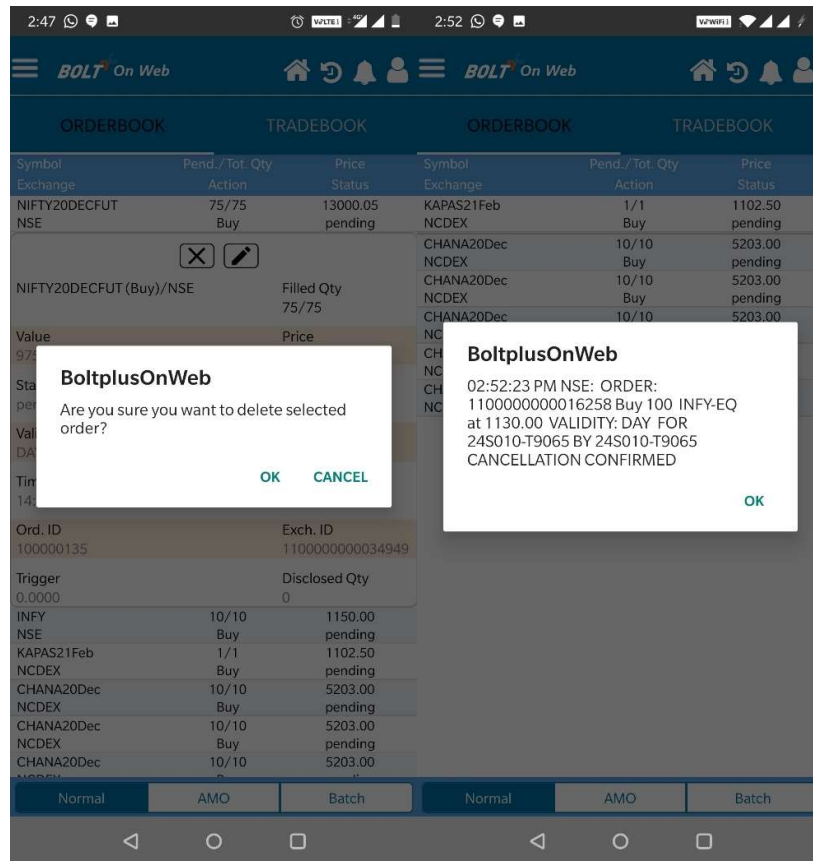 2:47
VoLTE1
4G
BOLT On Web
ORDERBOOK TRADEBOOK
Symbol Pend./Tot. Qty Price
Exchange Action Status
NIFTY20DECFUT 75/75 13000.05
NSE Buy pending
NIFTY20DECFUT (Buy)/NSE Filled Qty
75/75
Value Price
BoltplusOnWeb
Are you sure you want to delete selected
order?
OK CANCEL
Ord. ID Exch. ID
100000135 1100000000034949
Trigger Disclosed Qty
0.0000 0
INFY 10/10 1150.00
NSE Buy pending
KAPAS21Feb 1/1 1102.50
NCDEX Buy pending
CHANA20Dec 10/10 5203.00
NCDEX Buy pending
CHANA20Dec 10/10 5203.00
NCDEX Buy pending
CHANA20Dec 10/10 5203.00
Normal AMO Batch
2:52
VoWiFi1
BOLT On Web
ORDERBOOK TRADEBOOK
Symbol Pend./Tot. Qty Price
Exchange Action Status
KAPAS21Feb 1/1 1102.50
NCDEX Buy pending
CHANA20Dec 10/10 5203.00
NCDEX Buy pending
CHANA20Dec 10/10 5203.00
NCDEX Buy pending
CHANA20Dec 10/10 5203.00
BoltplusOnWeb
02:52:23 PM NSE: ORDER:
1100000000016258 Buy 100 INFY-EQ
at 1130.00 VALIDITY: DAY FOR
24S010-T9065 BY 24S010-T9065
CANCELLATION CONFIRMED
OK
Normal AMO Batch